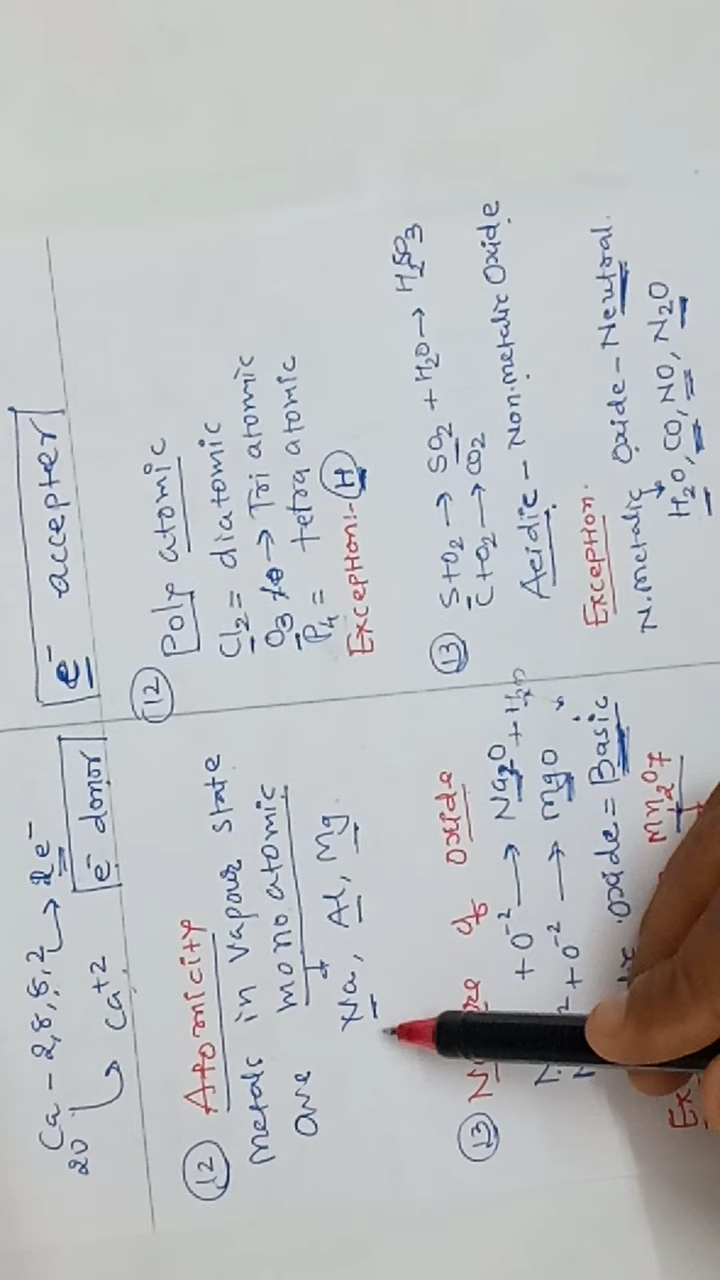 Ca - 2,8,8,2 → 2e⁻
20 Ca⁺² e⁻ donor
e⁻ accepter
(12) Atomicity
Metals in vapour state
are mono atomic
Na, Al, Mg.
(12) Poly atomic
Cl₂ = diatomic
O₃ → Tri atomic
P₄ = tetra atomic
Exception:- H
(13) Nature of oxide
+ O⁻² → Na₂O + H₂O
+ O⁻² → MgO
oxide = Basic
Mn₂O₇
(13) S+O₂ → SO₂ + H₂O → H₂SO₃
C+O₂ → CO₂
Acidic - Non.metalic Oxide
Exception.
N.metalic Oxide - Neutral.
H₂O, CO, NO, N₂O